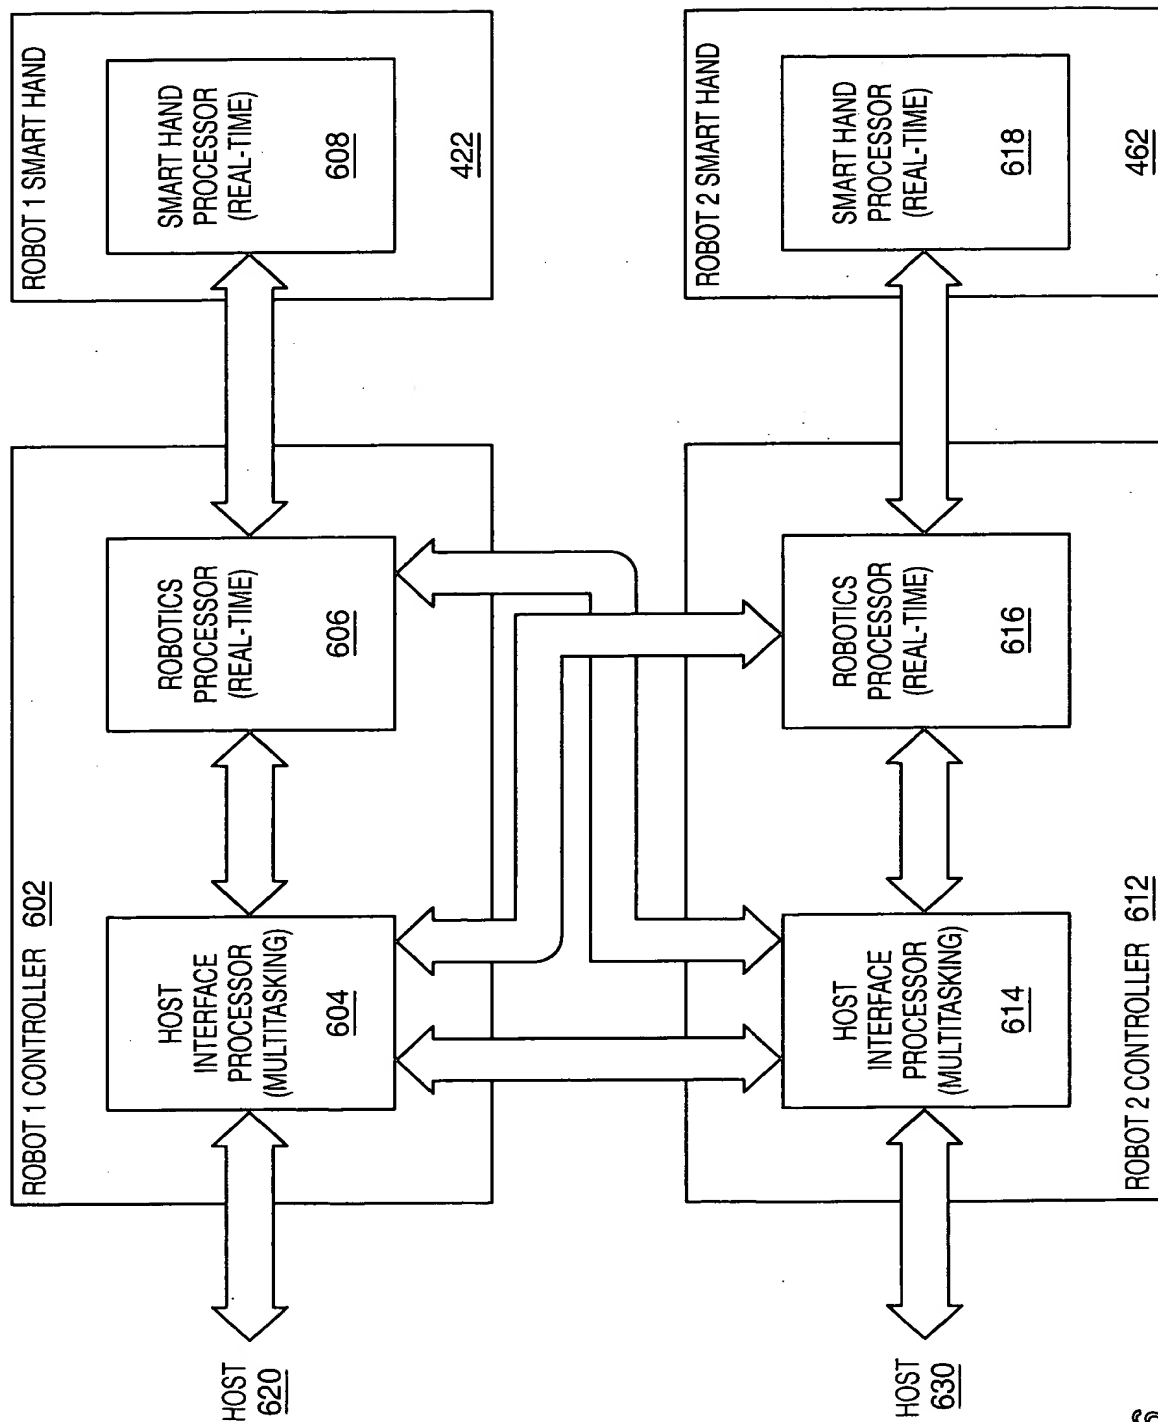 ROBOT 1 CONTROLLER 602
HOST
620
HOST
INTERFACE
PROCESSOR
(MULTITASKING)
604
ROBOTICS
PROCESSOR
(REAL-TIME)
606
ROBOT 1 SMART HAND
SMART HAND
PROCESSOR
(REAL-TIME)
608
422
HOST
630
HOST
INTERFACE
PROCESSOR
(MULTITASKING)
614
ROBOTICS
PROCESSOR
(REAL-TIME)
616
ROBOT 2 CONTROLLER 612
ROBOT 2 SMART HAND
SMART HAND
PROCESSOR
(REAL-TIME)
618
462